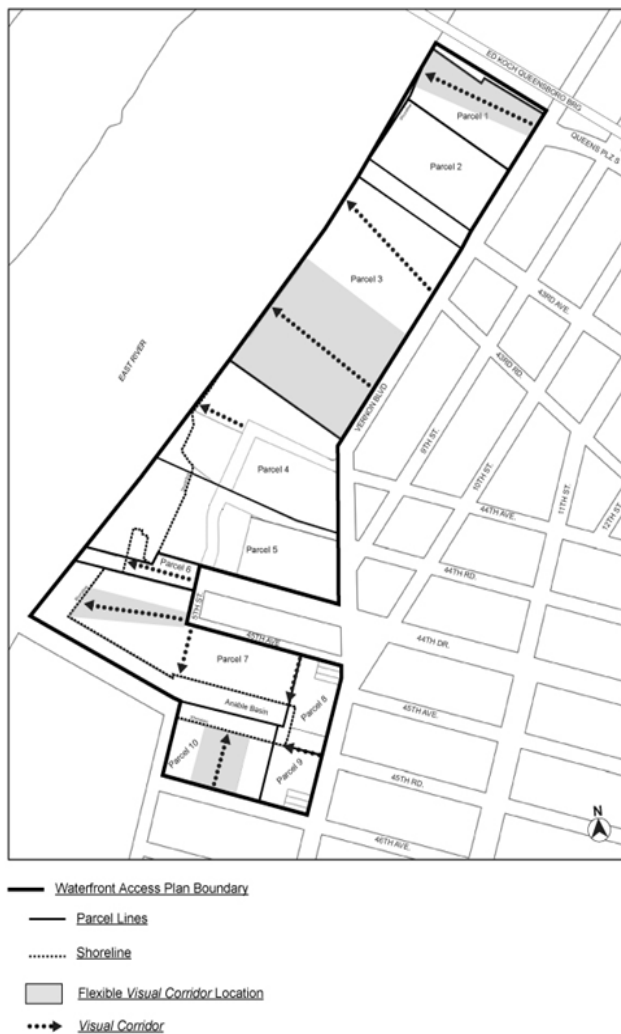 ED KOCH QUEENSBORO BRG
QUEENS PLZ S
Parcel 1
Parcel 2
Parcel 3
43RD AVE.
43RD RD.
EAST RIVER
VERNON BLVD
9TH ST.
10TH ST.
11TH ST.
12TH ST.
44TH AVE.
Parcel 4
Parcel 5
44TH RD.
Parcel 6
5TH ST.
45TH AVE
44TH DR.
Parcel 7
Parcel 8
45TH AVE.
Anable Basin
Parcel 10
Parcel 9
45TH RD.
46TH AVE.
N
Waterfront Access Plan Boundary
Parcel Lines
Shoreline
Flexible Visual Corridor Location
Visual Corridor